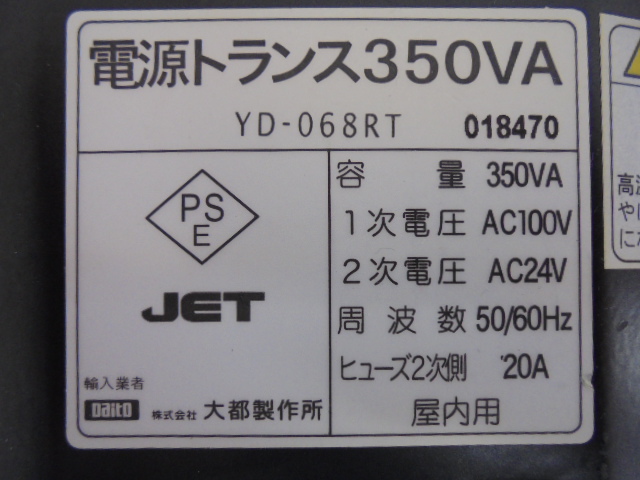 電源トランス350VA
YD-068RT 018470
PS
E
JET
輸入業者
Daito 株式会社 大都製作所
容量 350VA
1次電圧 AC100V
2次電圧 AC24V
周波数 50/60Hz
ヒューズ2次側 20A
屋内用
高温
や
に